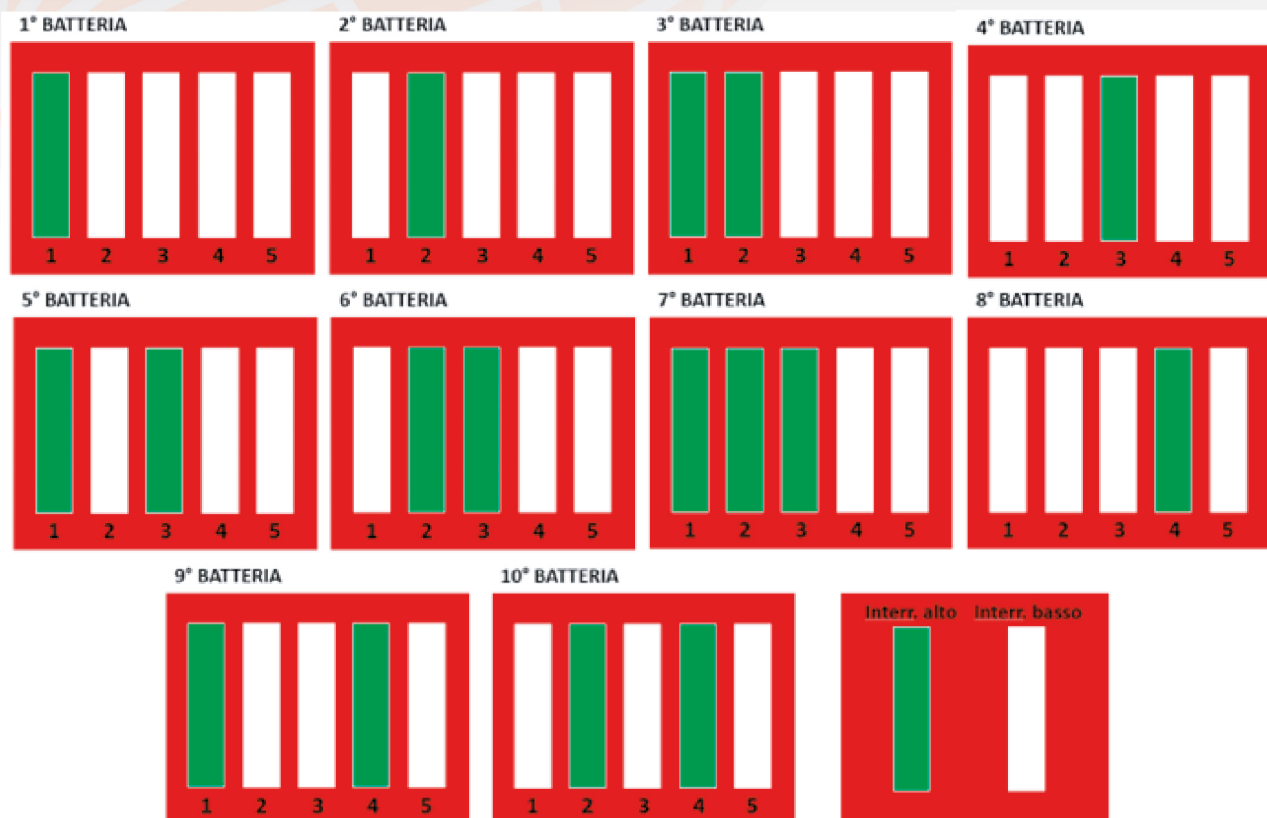 1° BATTERIA
2° BATTERIA
3° BATTERIA
4° BATTERIA
1 2 3 4 5
1 2 3 4 5
1 2 3 4 5
1 2 3 4 5
5° BATTERIA
6° BATTERIA
7° BATTERIA
8° BATTERIA
1 2 3 4 5
1 2 3 4 5
1 2 3 4 5
1 2 3 4 5
9° BATTERIA
10° BATTERIA
Interr. alto Interr. basso
1 2 3 4 5
1 2 3 4 5